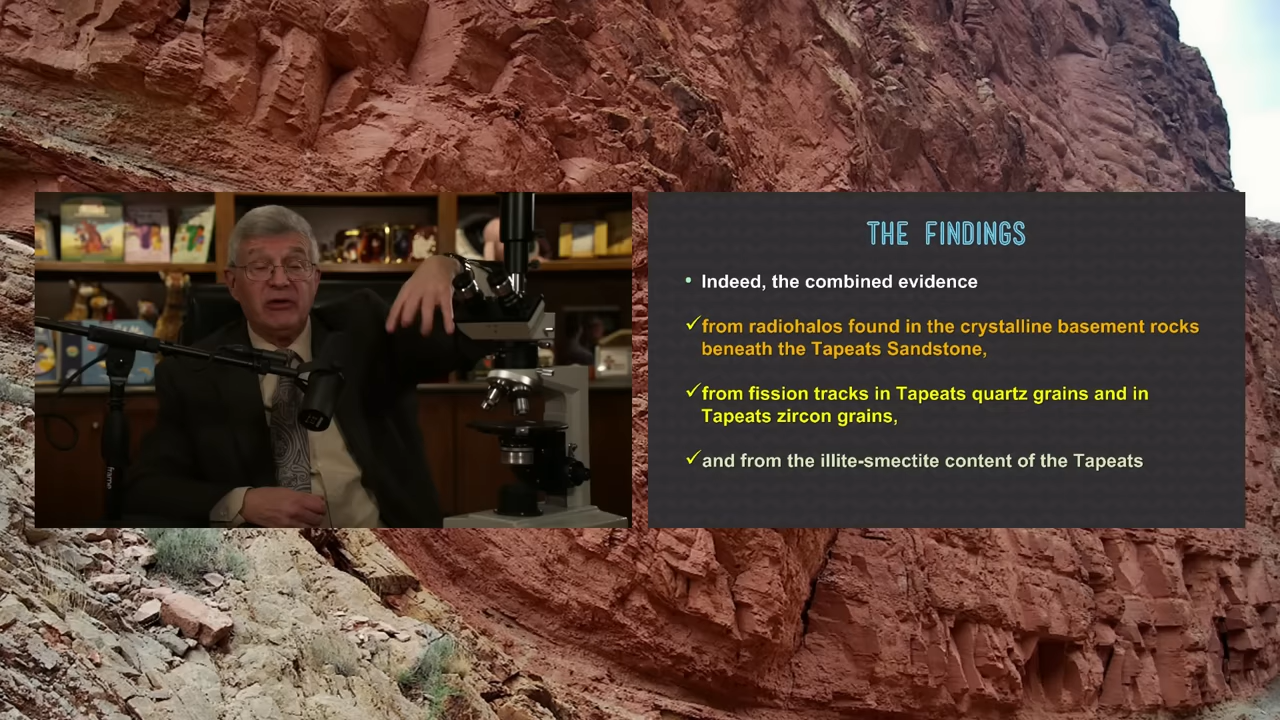 THE FINDINGS
• Indeed, the combined evidence
✓from radiohalos found in the crystalline basement rocks
beneath the Tapeats Sandstone,
✓from fission tracks in Tapeats quartz grains and in
Tapeats zircon grains,
✓and from the illite-smectite content of the Tapeats